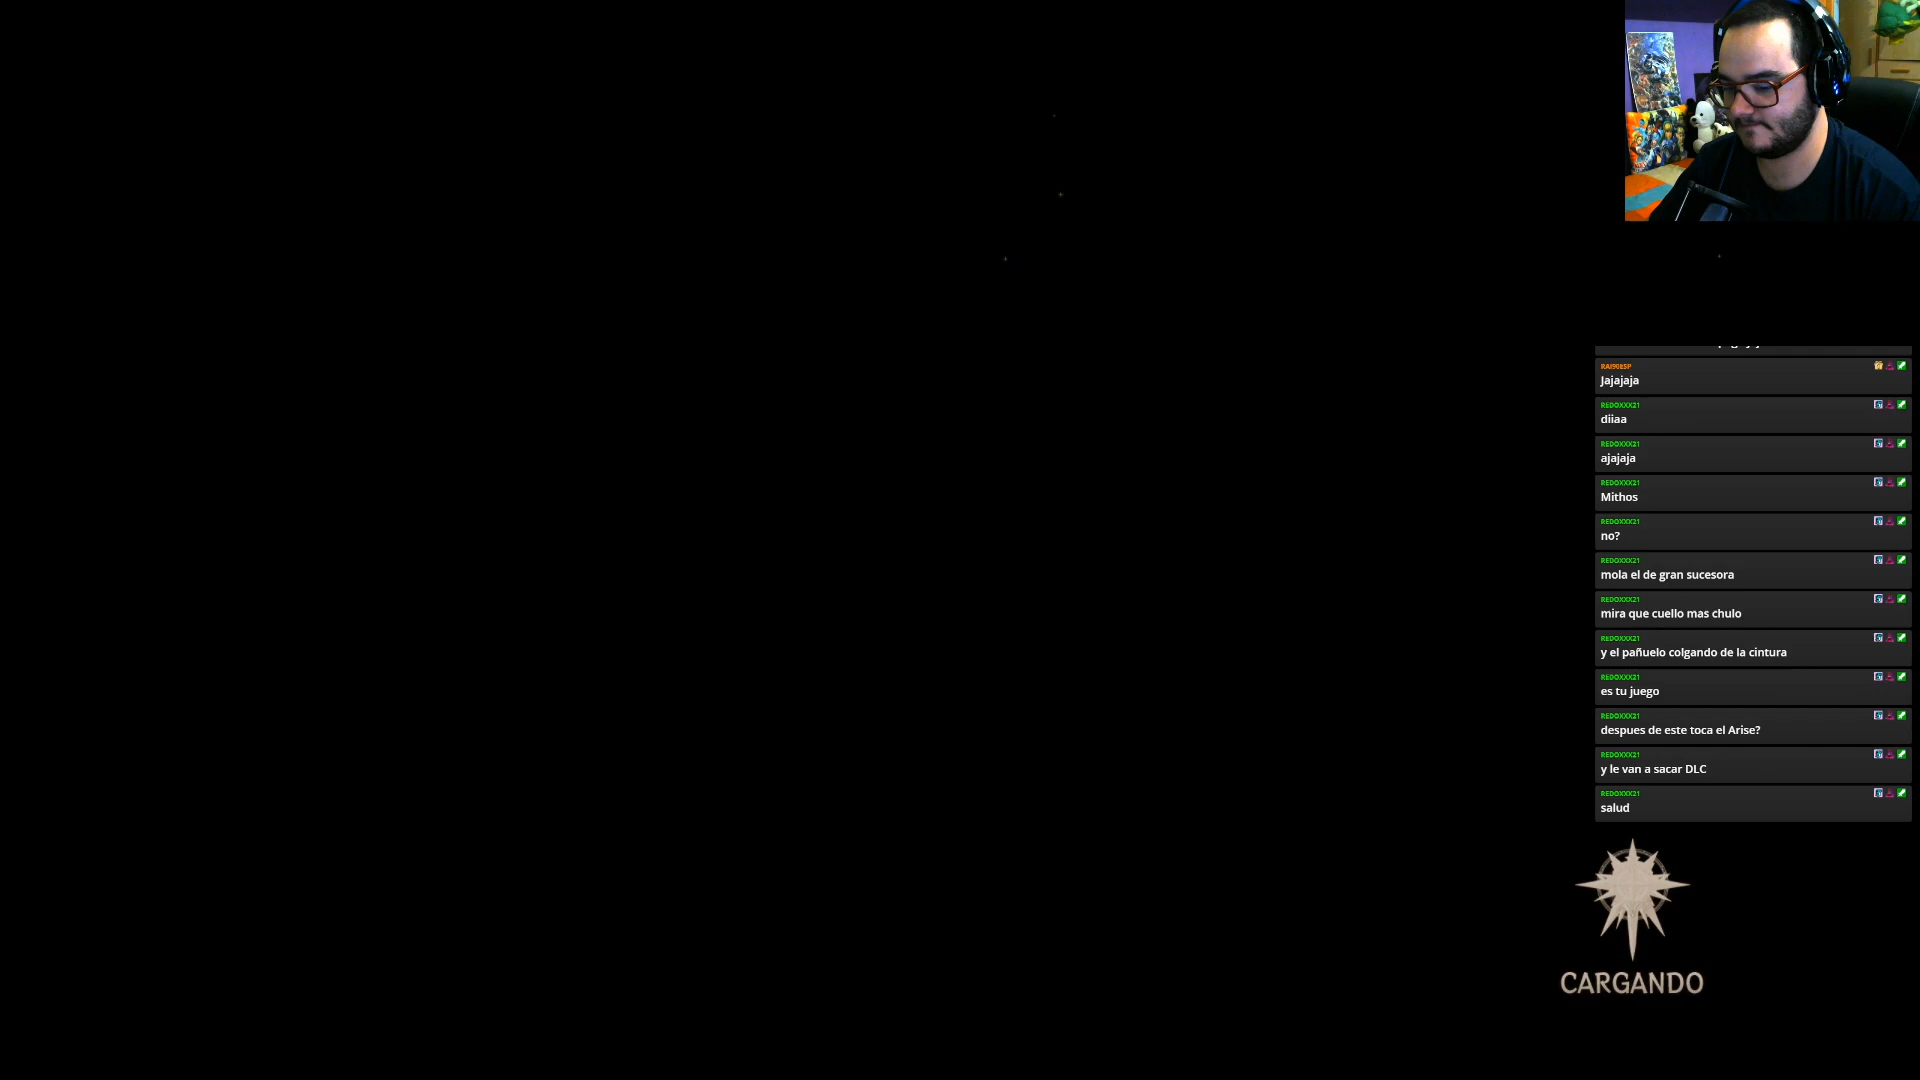 RAI90ESP
Jajajaja
REDOXXX21
diiaa
REDOXXX21
ajajaja
REDOXXX21
Mithos
REDOXXX21
no?
REDOXXX21
mola el de gran sucesora
REDOXXX21
mira que cuello mas chulo
REDOXXX21
y el pañuelo colgando de la cintura
REDOXXX21
es tu juego
REDOXXX21
despues de este toca el Arise?
REDOXXX21
y le van a sacar DLC
REDOXXX21
salud
CARGANDO